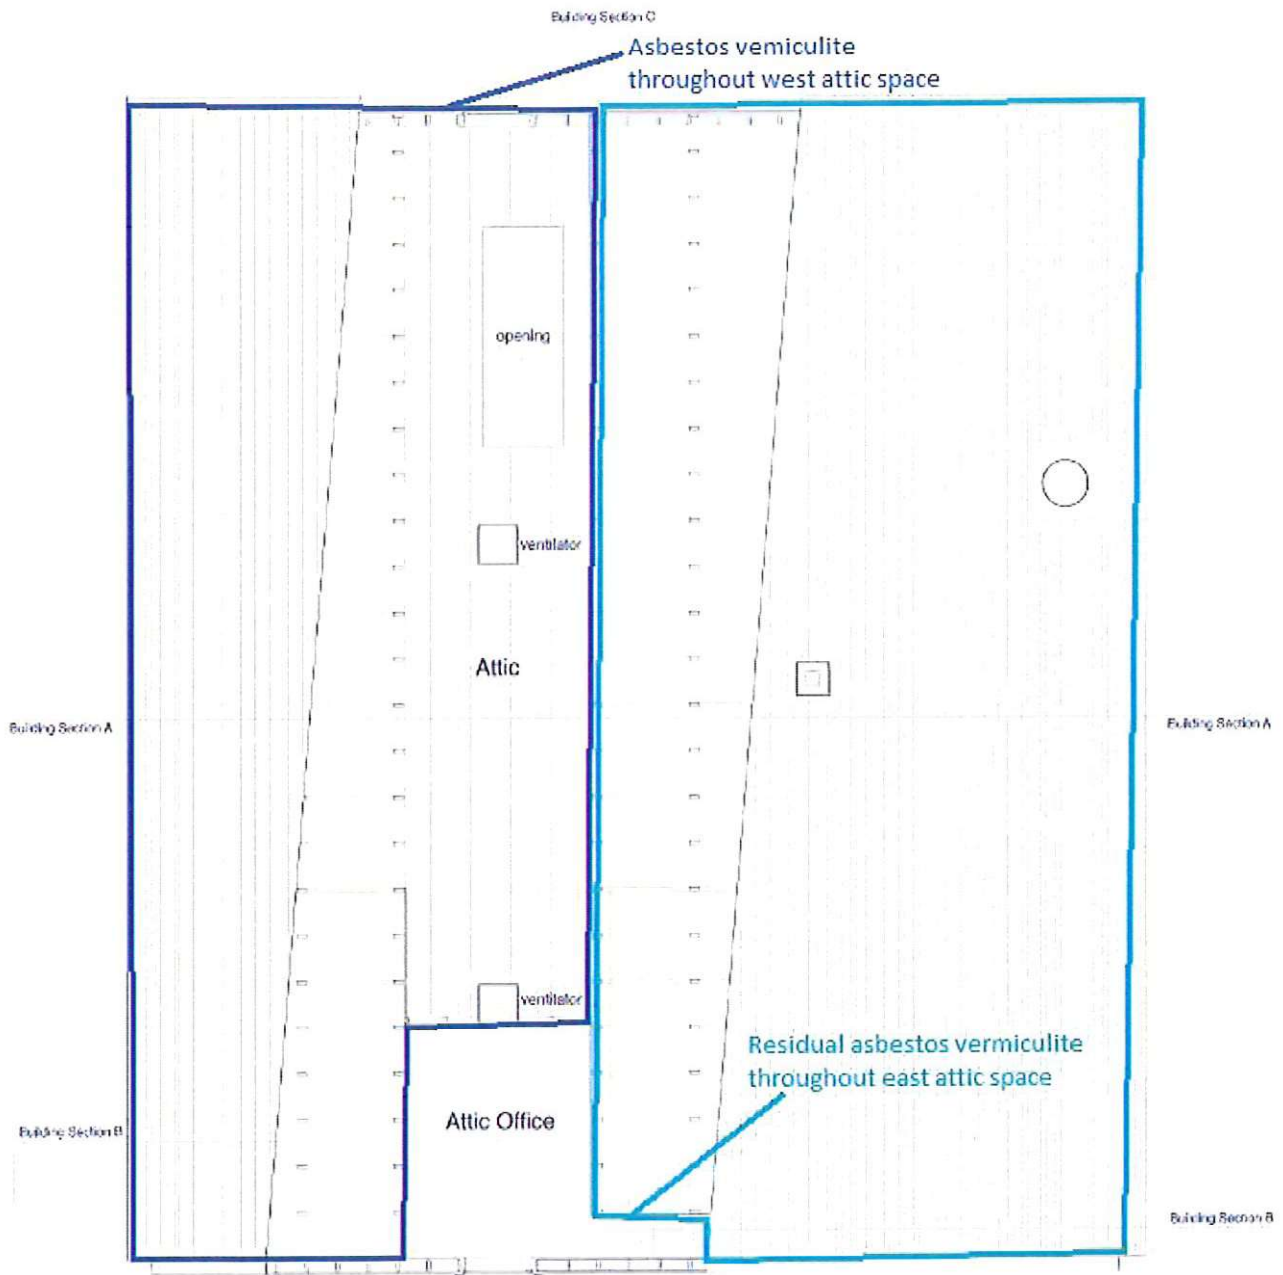 Building Section C
Asbestos vemiculite
throughout west attic space
opening
ventilator
Attic
Building Section A
Building Section A
ventilator
Residual asbestos vermiculite
throughout east attic space
Attic Office
Building Section B
Building Section B